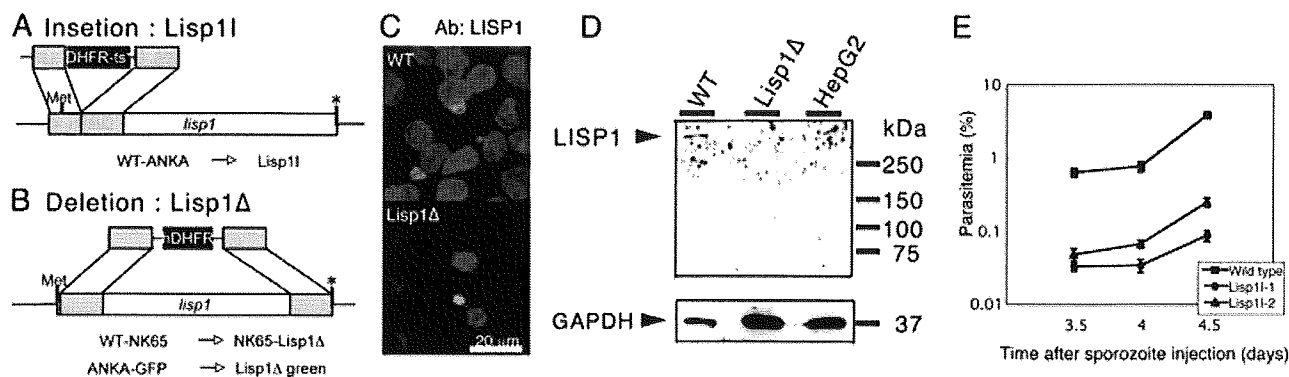 A Insetion : Lisp1I
DHFR-ts
Met
*
lisp1
WT-ANKA ⇨ Lisp1I
B Deletion : Lisp1Δ
hDHFR
Met
*
lisp1
WT-NK65 ⇨ NK65-Lisp1Δ
ANKA-GFP ⇨ Lisp1Δ green
C Ab: LISP1
WT
Lisp1Δ
20 μm
D
WT Lisp1Δ HepG2
kDa
LISP1
250
150
100
75
GAPDH
37
E
Parasitemia (%)
10
1
0.1
0.01
3.5 4 4.5
Wild type
Lisp1I-1
Lisp1I-2
Time after sporozoite injection (days)